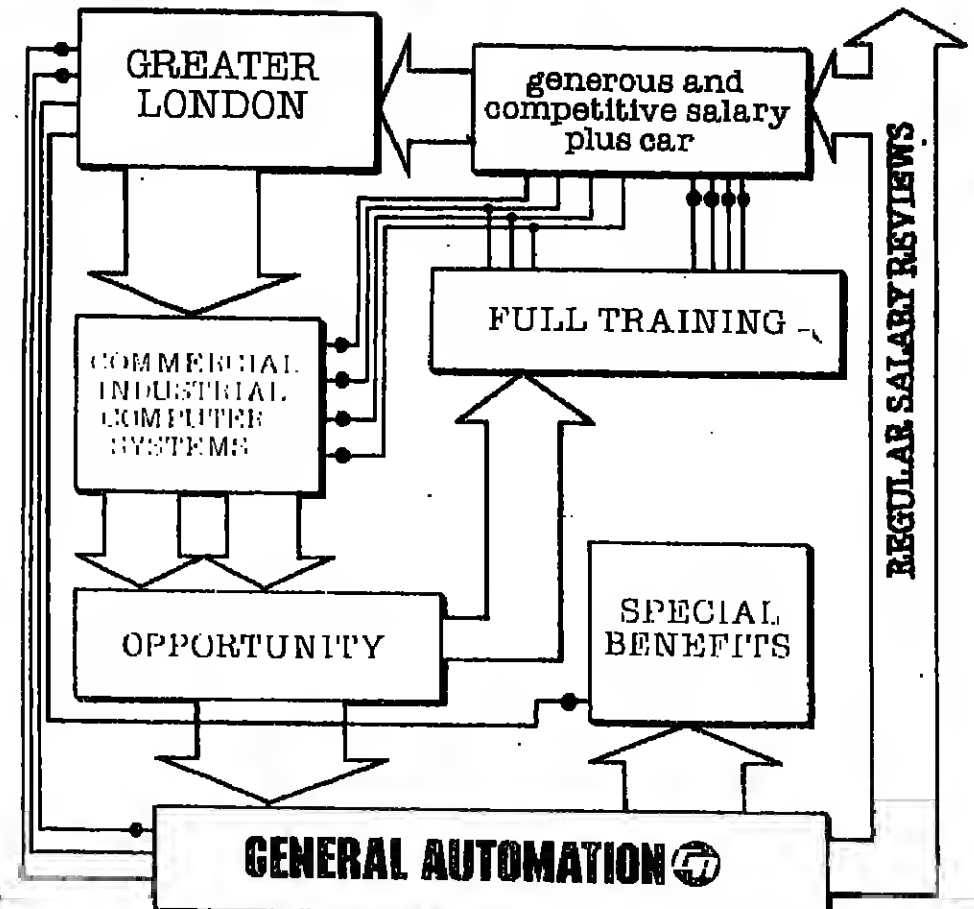 GREATER
LONDON
generous and
competitive salary
plus car
REGULAR SALARY REVIEWS
FULL TRAINING
COMMERCIAL
INDUSTRIAL
COMPUTER
SYSTEMS
OPPORTUNITY
SPECIAL
BENEFITS
GENERAL AUTOMATION